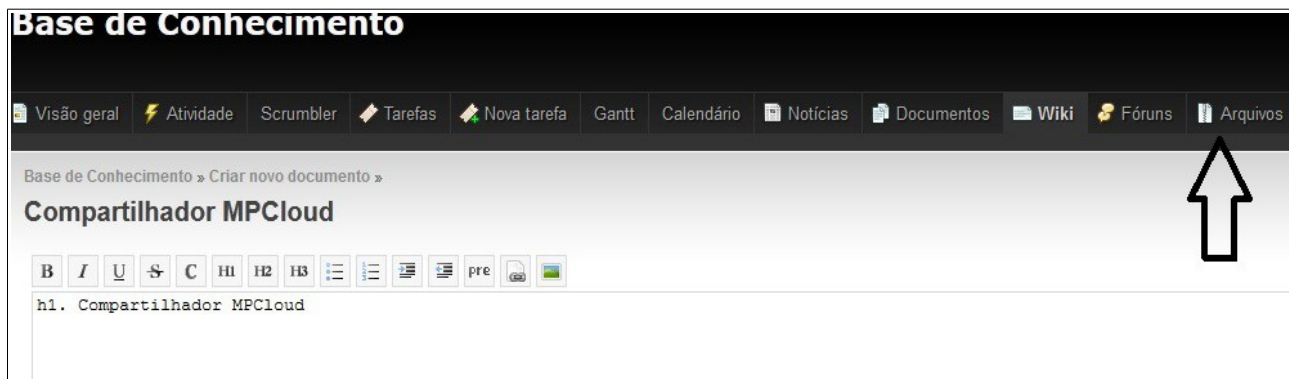 Base de Conhecimento
Visão geral Atividade Scrumbler Tarefas Nova tarefa Gantt Calendário Notícias Documentos Wiki Fóruns Arquivos
Base de Conhecimento » Criar novo documento »
Compartilhador MPCloud
B I U S C H1 H2 H3 pre
h1. Compartilhador MPCloud